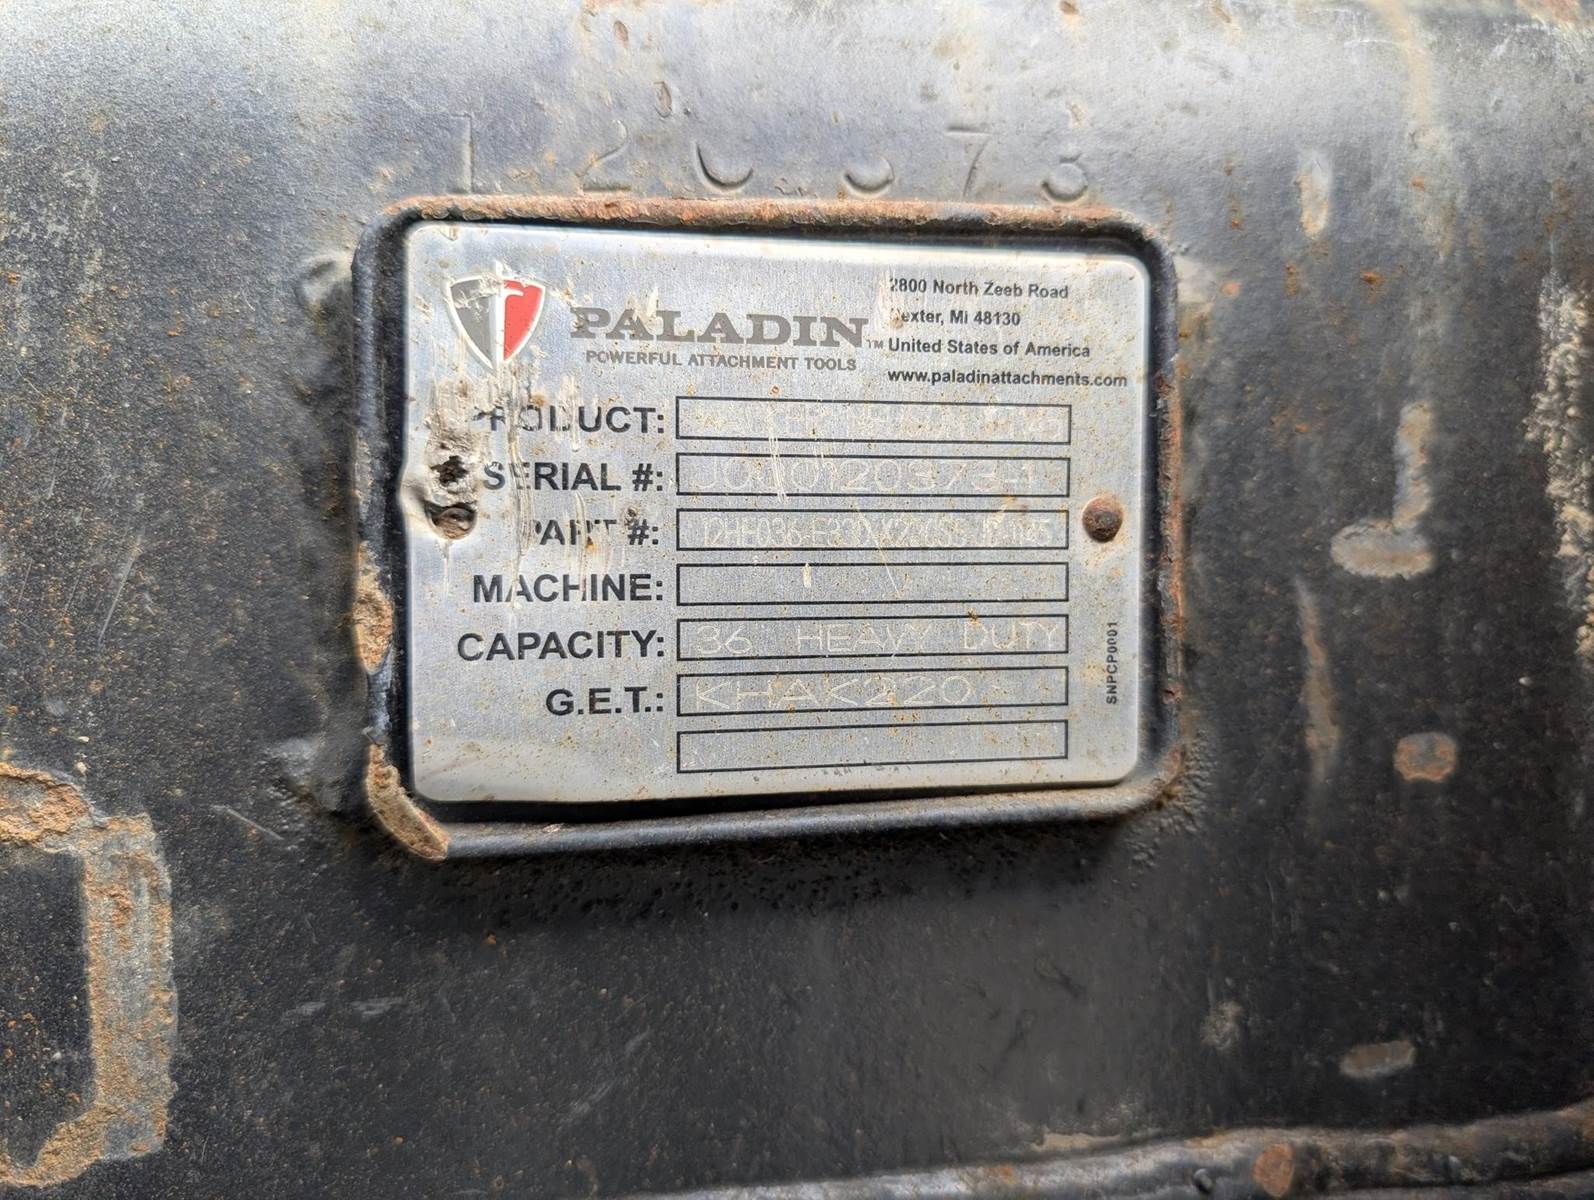 PALADIN™
POWERFUL ATTACHMENT TOOLS
2800 North Zeeb Road
Dexter, Mi 48130
United States of America
www.paladinattachments.com
PRODUCT:
SERIAL #:
PART #:
MACHINE:
CAPACITY: 36" HEAVY DUTY
G.E.T.: KHAK220
SNPCP0001